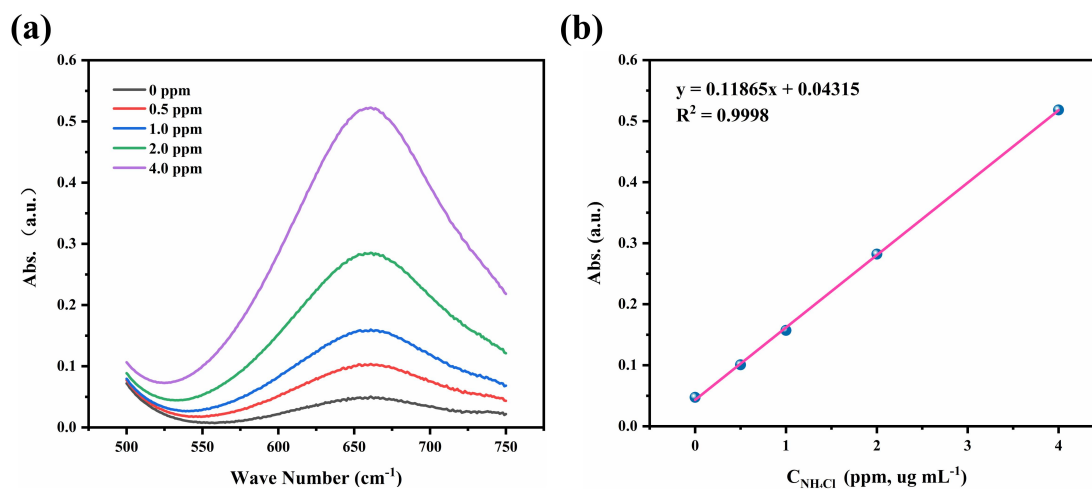 (a)
0.6
0.5
0.4
0.3
0.2
0.1
0.0
Abs. （a.u.）
0 ppm
0.5 ppm
1.0 ppm
2.0 ppm
4.0 ppm
500 550 600 650 700 750
Wave Number (cm⁻¹)
(b)
0.6
0.5
0.4
0.3
0.2
0.1
0.0
Abs. (a.u.)
y = 0.11865x + 0.04315
R² = 0.9998
0 1 2 3 4
C_NH₄Cl (ppm, ug mL⁻¹)